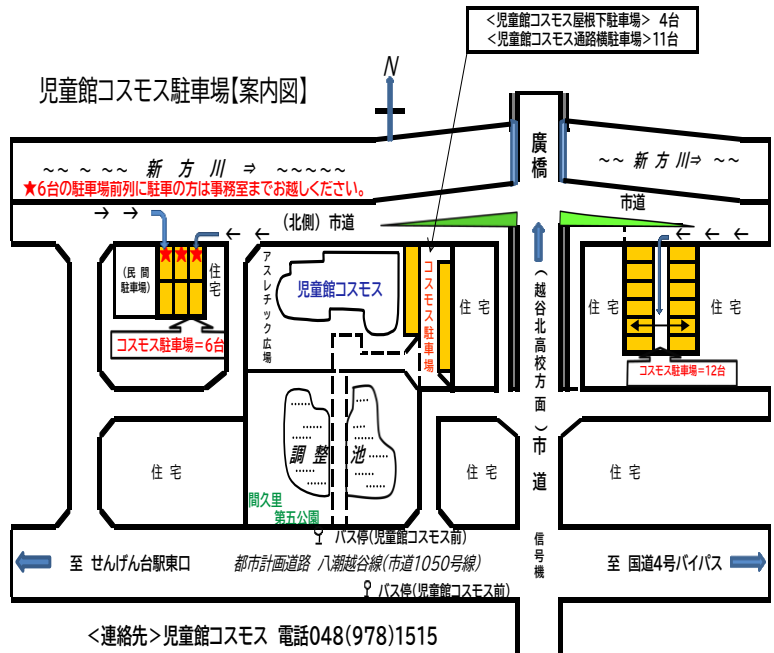 <児童館コスモス屋根下駐車場> 4台
<児童館コスモス通路横駐車場>11台
児童館コスモス駐車場【案内図】
N
廣橋
~~ ~ ~~ 新 方 川 ⇒ ~~~~~
~~ 新 方 川⇒ ~~
★6台の駐車場前列に駐車の方は事務室までお越しください。
市道
→ →
(北側) 市道
← ←
← ← ←
(民 間
駐車場)
★★★
住宅
アスレチック広場
児童館コスモス
コスモス駐車場
住 宅
(越谷北高校方面)市道
住 宅
住 宅
コスモス駐車場=6台
コスモス駐車場=12台
住 宅
調 整 池
住 宅
住 宅
間久里
第五公園
バス停(児童館コスモス前)
信号機
至 せんげん台駅東口
都市計画道路 八潮越谷線(市道1050号線)
至 国道4号バイパス
バス停(児童館コスモス前)
<連絡先>児童館コスモス 電話048(978)1515